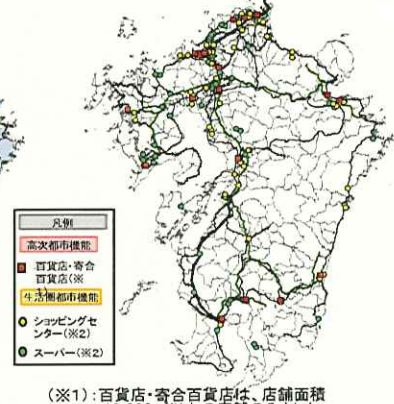 凡例
高次都市機能
百貨店・寄合
百貨店(※
1)
生活圏都市機能
ショッピングセ
ンター(※2)
スーパー(※2)
(※1):百貨店・寄合百貨店は、店舗面積